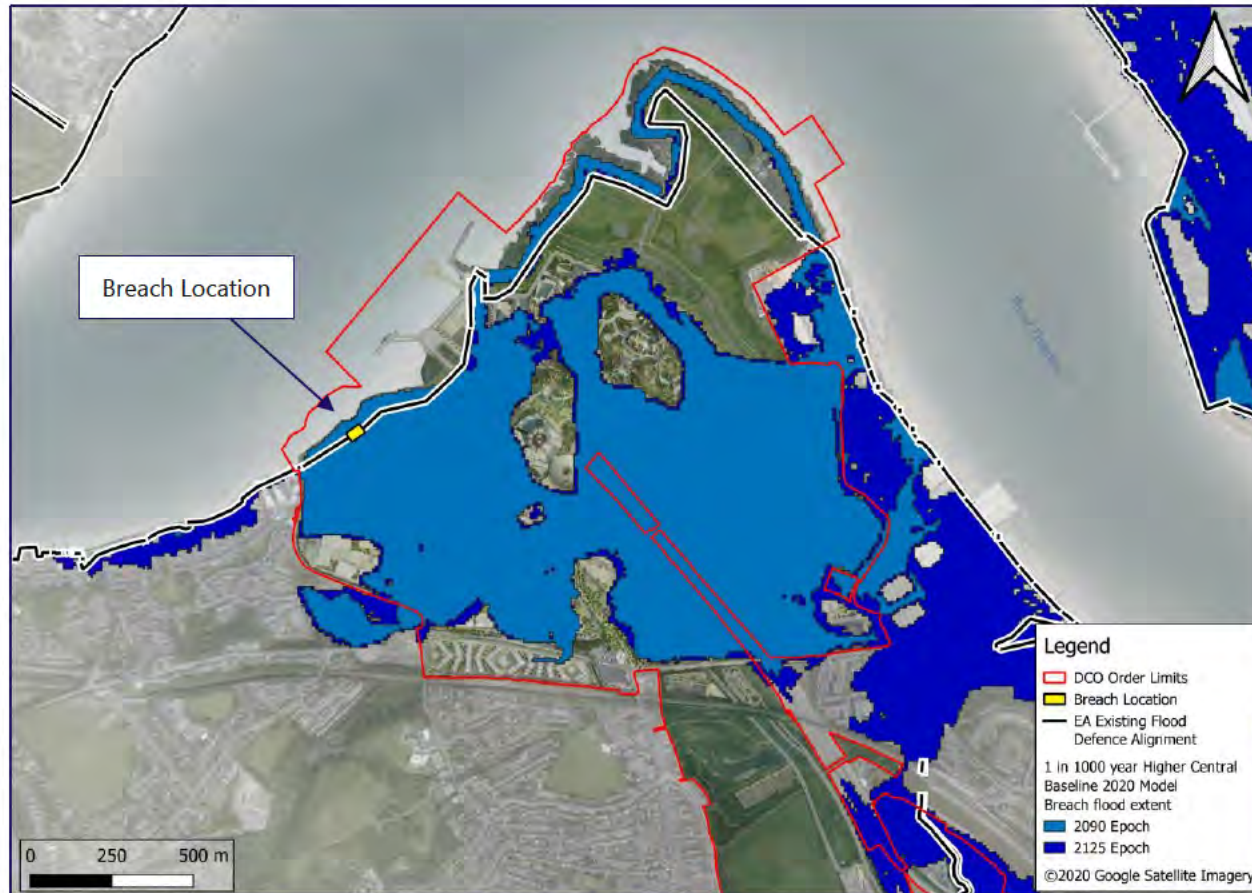 Breach Location
0 250 500 m
Legend
DCO Order Limits
Breach Location
EA Existing Flood
Defence Alignment
1 in 1000 year Higher Central
Baseline 2020 Model
Breach flood extent
2090 Epoch
2125 Epoch
©2020 Google Satellite Imagery